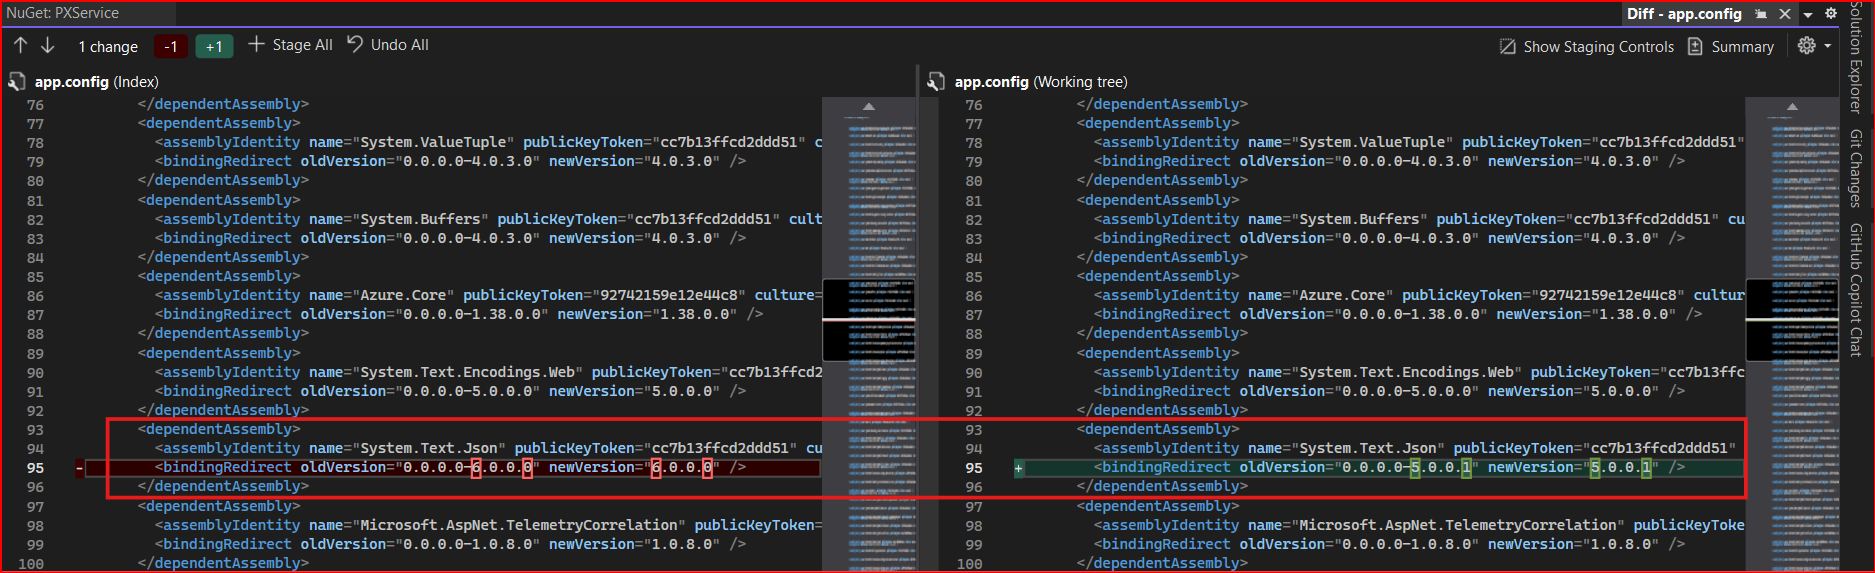 NuGet: PXService
Diff - app.config
1 change -1 +1 Stage All Undo All
Show Staging Controls Summary
app.config (Index)
76 </dependentAssembly>
77 <dependentAssembly>
78 <assemblyIdentity name="System.ValueTuple" publicKeyToken="cc7b13ffcd2ddd51" c
79 <bindingRedirect oldVersion="0.0.0.0-4.0.3.0" newVersion="4.0.3.0" />
80 </dependentAssembly>
81 <dependentAssembly>
82 <assemblyIdentity name="System.Buffers" publicKeyToken="cc7b13ffcd2ddd51" cult
83 <bindingRedirect oldVersion="0.0.0.0-4.0.3.0" newVersion="4.0.3.0" />
84 </dependentAssembly>
85 <dependentAssembly>
86 <assemblyIdentity name="Azure.Core" publicKeyToken="92742159e12e44c8" culture=
87 <bindingRedirect oldVersion="0.0.0.0-1.38.0.0" newVersion="1.38.0.0" />
88 </dependentAssembly>
89 <dependentAssembly>
90 <assemblyIdentity name="System.Text.Encodings.Web" publicKeyToken="cc7b13ffcd2
91 <bindingRedirect oldVersion="0.0.0.0-5.0.0.0" newVersion="5.0.0.0" />
92 </dependentAssembly>
93 <dependentAssembly>
94 <assemblyIdentity name="System.Text.Json" publicKeyToken="cc7b13ffcd2ddd51" cu
95 - <bindingRedirect oldVersion="0.0.0.0-6.0.0.0" newVersion="6.0.0.0" />
96 </dependentAssembly>
97 <dependentAssembly>
98 <assemblyIdentity name="Microsoft.AspNet.TelemetryCorrelation" publicKeyToken=
99 <bindingRedirect oldVersion="0.0.0.0-1.0.8.0" newVersion="1.0.8.0" />
100 </dependentAssembly>
app.config (Working tree)
76 </dependentAssembly>
77 <dependentAssembly>
78 <assemblyIdentity name="System.ValueTuple" publicKeyToken="cc7b13ffcd2ddd51"
79 <bindingRedirect oldVersion="0.0.0.0-4.0.3.0" newVersion="4.0.3.0" />
80 </dependentAssembly>
81 <dependentAssembly>
82 <assemblyIdentity name="System.Buffers" publicKeyToken="cc7b13ffcd2ddd51" cu
83 <bindingRedirect oldVersion="0.0.0.0-4.0.3.0" newVersion="4.0.3.0" />
84 </dependentAssembly>
85 <dependentAssembly>
86 <assemblyIdentity name="Azure.Core" publicKeyToken="92742159e12e44c8" cultur
87 <bindingRedirect oldVersion="0.0.0.0-1.38.0.0" newVersion="1.38.0.0" />
88 </dependentAssembly>
89 <dependentAssembly>
90 <assemblyIdentity name="System.Text.Encodings.Web" publicKeyToken="cc7b13ffc
91 <bindingRedirect oldVersion="0.0.0.0-5.0.0.0" newVersion="5.0.0.0" />
92 </dependentAssembly>
93 <dependentAssembly>
94 <assemblyIdentity name="System.Text.Json" publicKeyToken="cc7b13ffcd2ddd51"
95 + <bindingRedirect oldVersion="0.0.0.0-5.0.0.1" newVersion="5.0.0.1" />
96 </dependentAssembly>
97 <dependentAssembly>
98 <assemblyIdentity name="Microsoft.AspNet.TelemetryCorrelation" publicKeyToke
99 <bindingRedirect oldVersion="0.0.0.0-1.0.8.0" newVersion="1.0.8.0" />
100 </dependentAssembly>
Solution Explorer
Git Changes
GitHub Copilot Chat